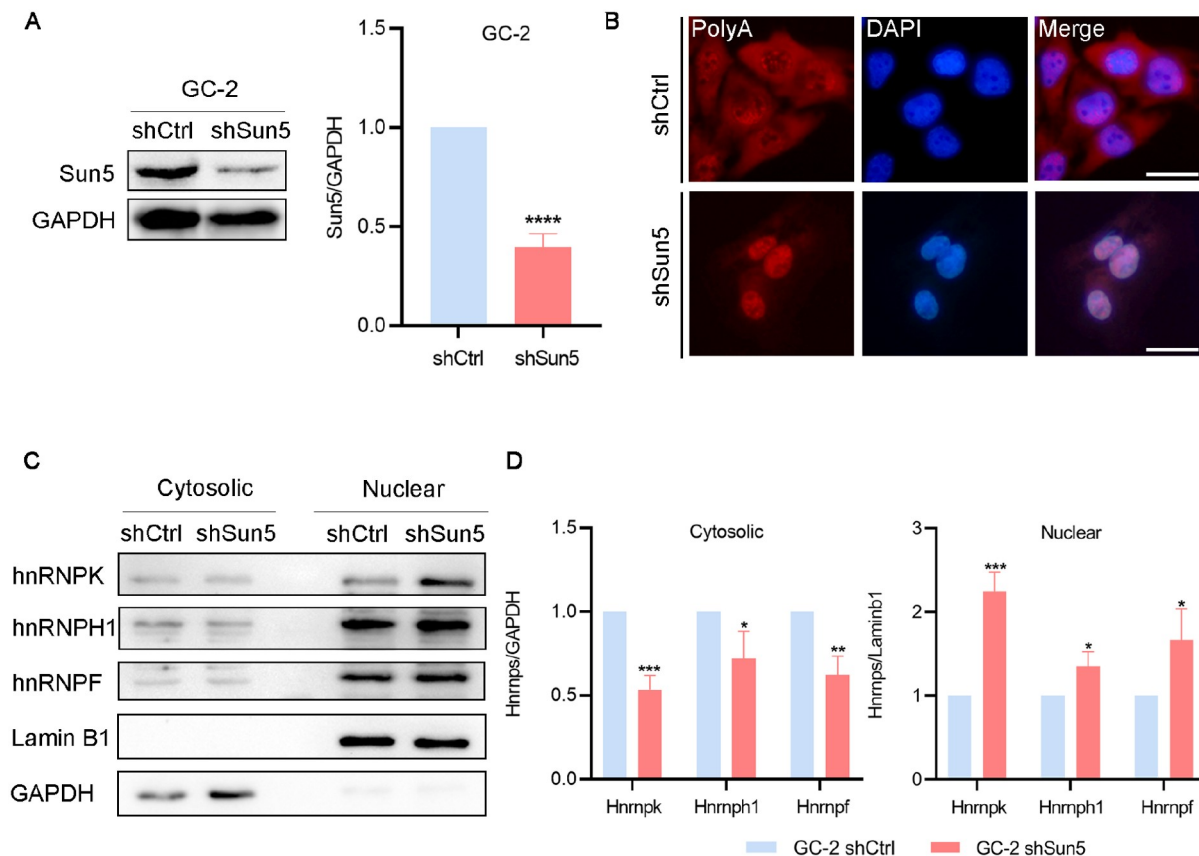 A
GC-2
shCtrl shSun5
Sun5
GAPDH
GC-2
Sun5/GAPDH
1.5
1.0
0.5
0.0
****
shCtrl
shSun5
B
PolyA
DAPI
Merge
shCtrl
shSun5
C
Cytosolic
Nuclear
shCtrl shSun5
shCtrl shSun5
hnRNPK
hnRNPH1
hnRNPF
Lamin B1
GAPDH
D
Cytosolic
Hnrnps/GAPDH
1.5
1.0
0.5
0.0
***
*
**
Hnrnpk
Hnrnph1
Hnrnpf
Nuclear
Hnrnps/Laminb1
3
2
1
0
***
*
*
Hnrnpk
Hnrnph1
Hnrnpf
GC-2 shCtrl
GC-2 shSun5